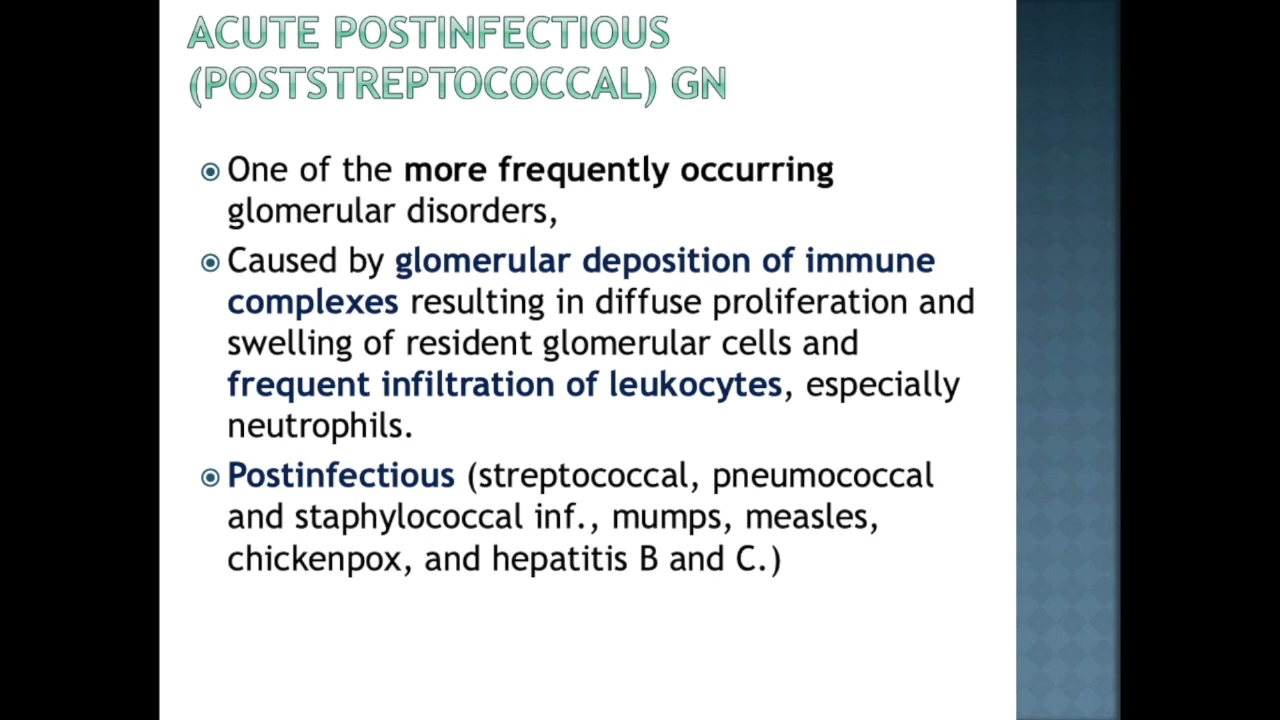 ACUTE POSTINFECTIOUS
(POSTSTREPTOCOCCAL) GN
One of the more frequently occurring
glomerular disorders,
Caused by glomerular deposition of immune
complexes resulting in diffuse proliferation and
swelling of resident glomerular cells and
frequent infiltration of leukocytes, especially
neutrophils.
Postinfectious (streptococcal, pneumococcal
and staphylococcal inf., mumps, measles,
chickenpox, and hepatitis B and C.)